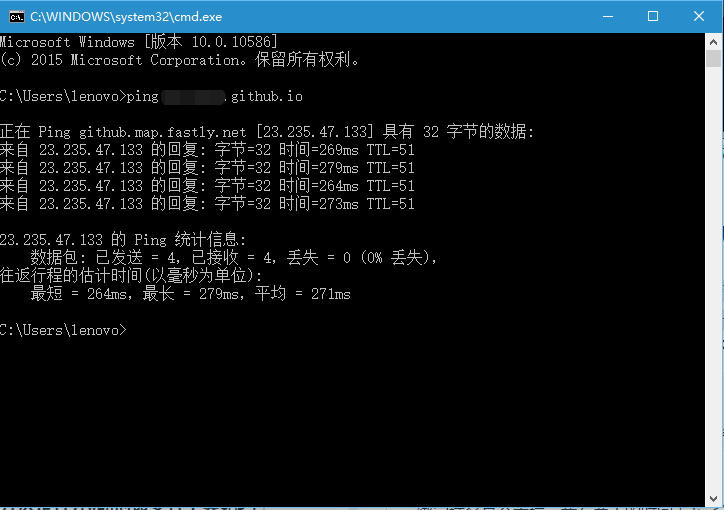 C:\WINDOWS\system32\cmd.exe
Microsoft Windows [版本 10.0.10586]
(c) 2015 Microsoft Corporation。保留所有权利。
C:\Users\lenovo>ping .github.io
正在 Ping github.map.fastly.net [23.235.47.133] 具有 32 字节的数据:
来自 23.235.47.133 的回复: 字节=32 时间=269ms TTL=51
来自 23.235.47.133 的回复: 字节=32 时间=279ms TTL=51
来自 23.235.47.133 的回复: 字节=32 时间=264ms TTL=51
来自 23.235.47.133 的回复: 字节=32 时间=273ms TTL=51
23.235.47.133 的 Ping 统计信息:
数据包: 已发送 = 4, 已接收 = 4, 丢失 = 0 (0% 丢失),
往返行程的估计时间(以毫秒为单位):
最短 = 264ms, 最长 = 279ms, 平均 = 271ms
C:\Users\lenovo>